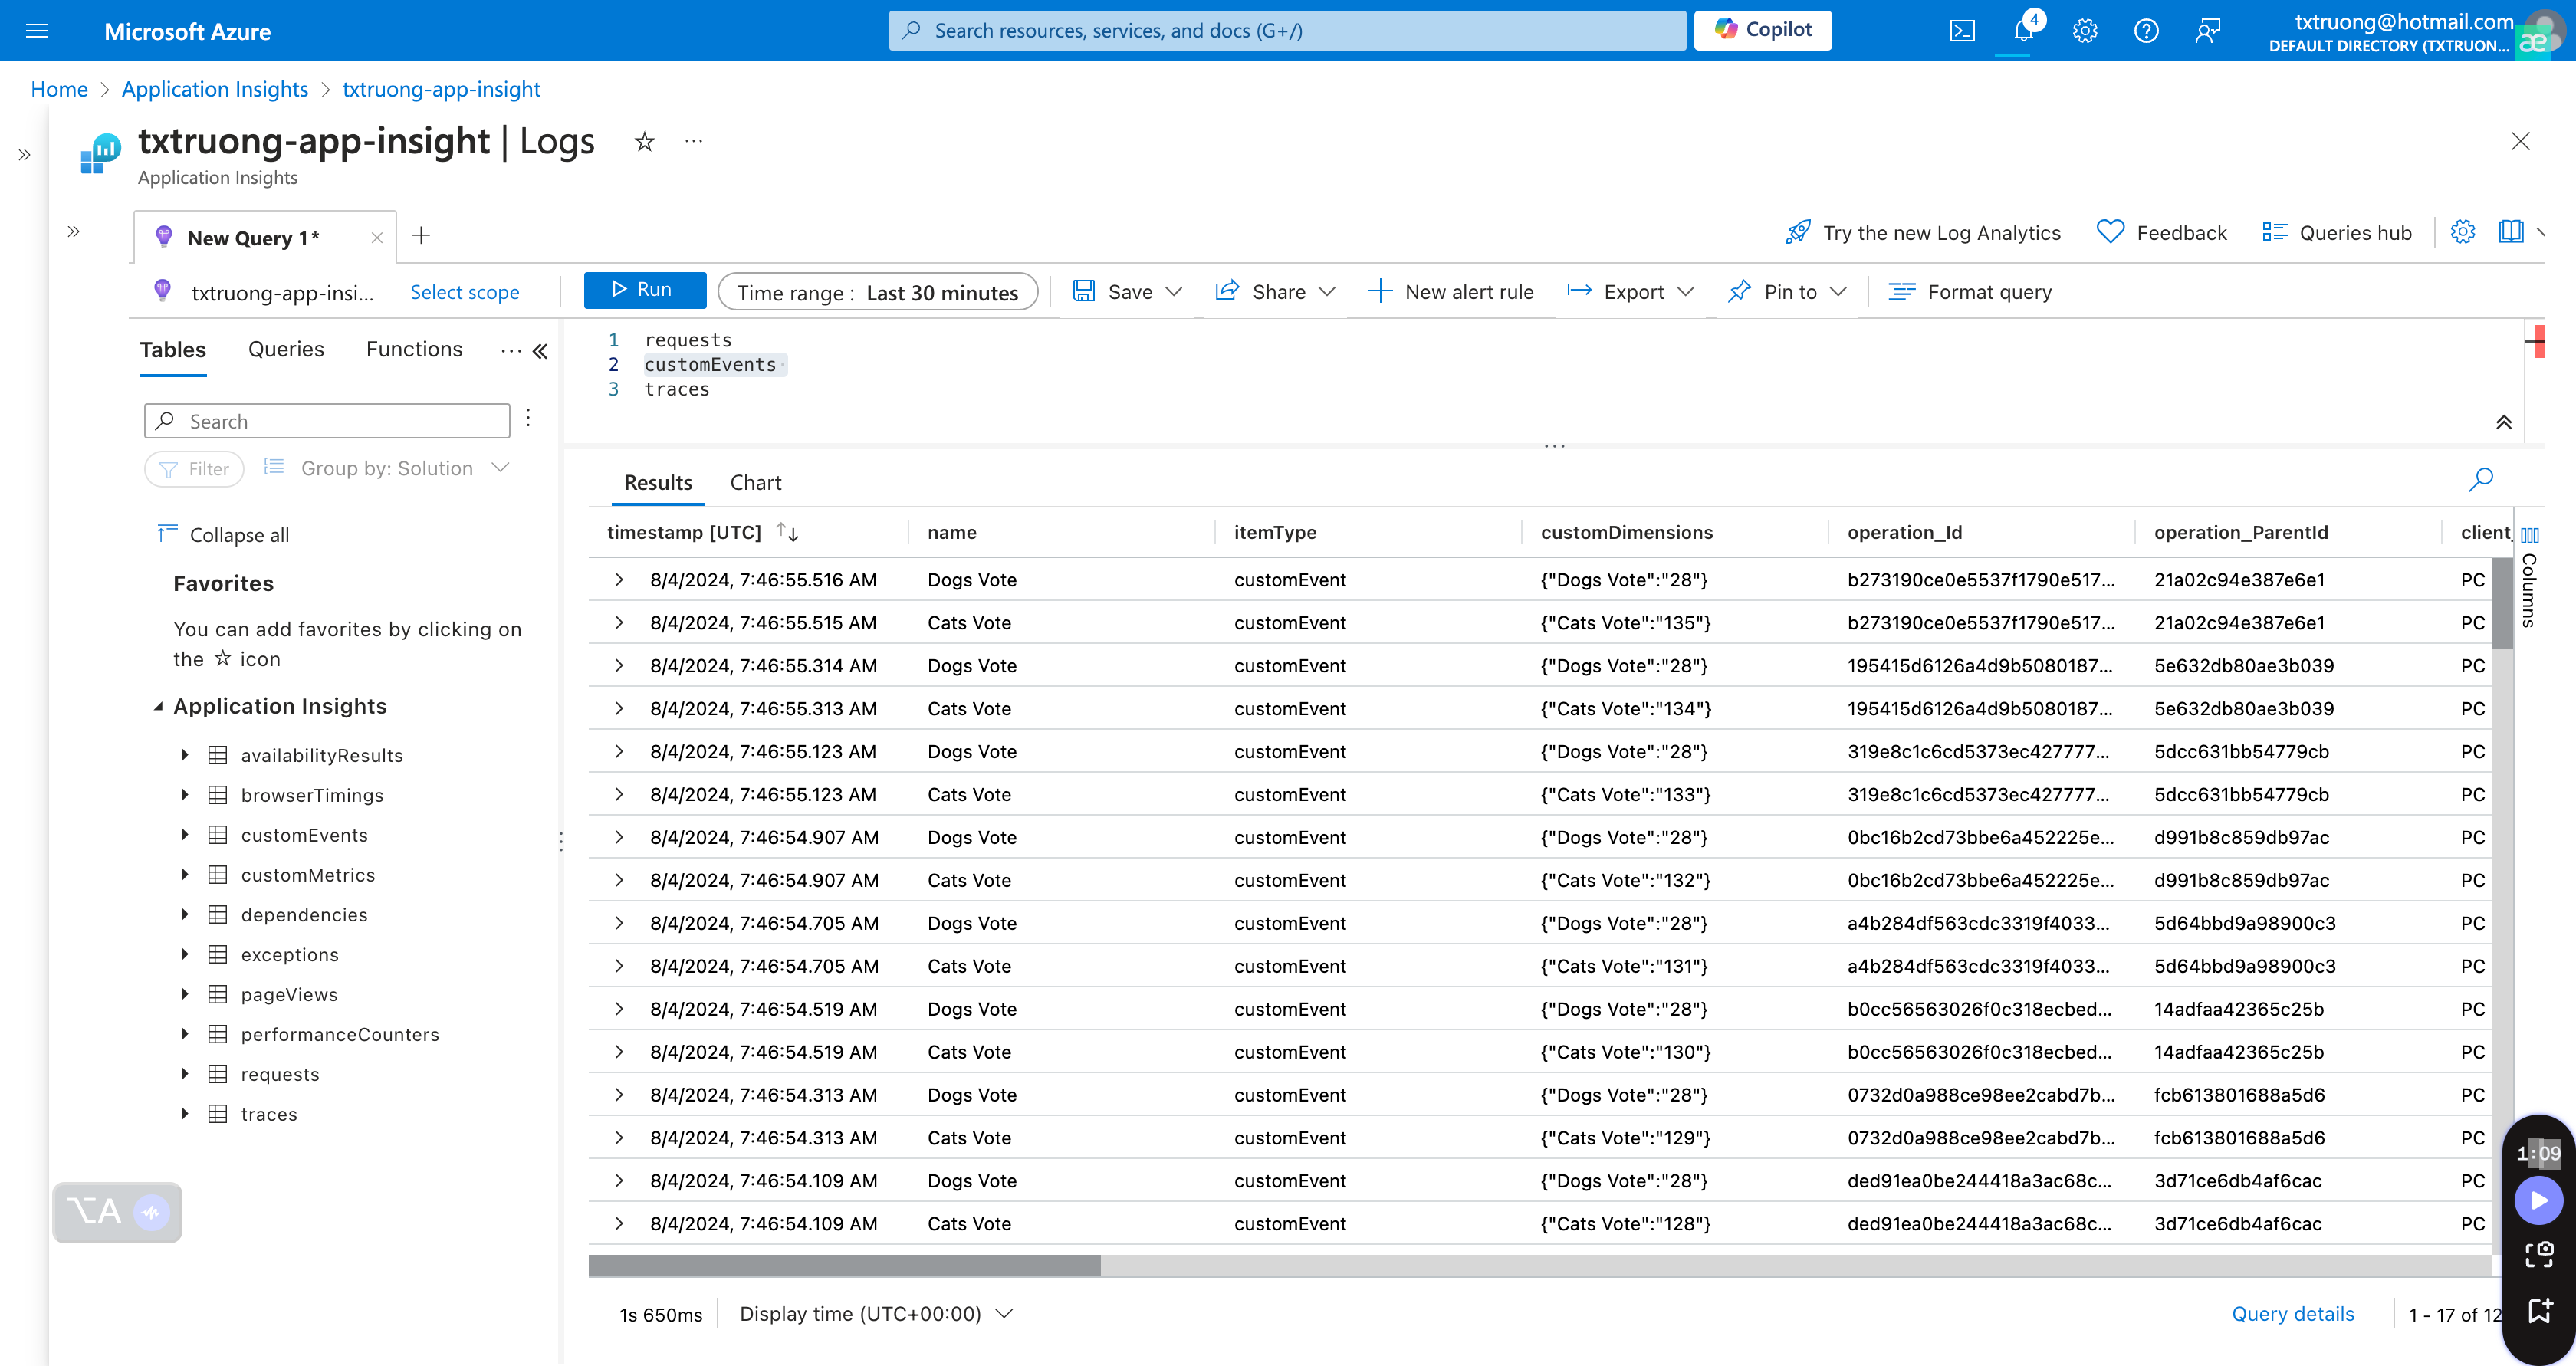 Microsoft Azure
Search resources, services, and docs (G+/)
Copilot
4
txtruong@hotmail.com
DEFAULT DIRECTORY (TXTRUON...
æ
Home > Application Insights > txtruong-app-insight
txtruong-app-insight | Logs
Application Insights
New Query 1*
Try the new Log Analytics
Feedback
Queries hub
txtruong-app-insi...
Select scope
Run
Time range : Last 30 minutes
Save
Share
New alert rule
Export
Pin to
Format query
Tables
Queries
Functions
1 requests
2 customEvents
3 traces
Search
Filter
Group by: Solution
Collapse all
Favorites
You can add favorites by clicking on
the ☆ icon
Application Insights
availabilityResults
browserTimings
customEvents
customMetrics
dependencies
exceptions
pageViews
performanceCounters
requests
traces
⌥A
Results
Chart
timestamp [UTC] name itemType customDimensions operation_Id operation_ParentId client_
8/4/2024, 7:46:55.516 AM Dogs Vote customEvent {"Dogs Vote":"28"} b273190ce0e5537f1790e517... 21a02c94e387e6e1 PC
8/4/2024, 7:46:55.515 AM Cats Vote customEvent {"Cats Vote":"135"} b273190ce0e5537f1790e517... 21a02c94e387e6e1 PC
8/4/2024, 7:46:55.314 AM Dogs Vote customEvent {"Dogs Vote":"28"} 195415d6126a4d9b5080187... 5e632db80ae3b039 PC
8/4/2024, 7:46:55.313 AM Cats Vote customEvent {"Cats Vote":"134"} 195415d6126a4d9b5080187... 5e632db80ae3b039 PC
8/4/2024, 7:46:55.123 AM Dogs Vote customEvent {"Dogs Vote":"28"} 319e8c1c6cd5373ec427777... 5dcc631bb54779cb PC
8/4/2024, 7:46:55.123 AM Cats Vote customEvent {"Cats Vote":"133"} 319e8c1c6cd5373ec427777... 5dcc631bb54779cb PC
8/4/2024, 7:46:54.907 AM Dogs Vote customEvent {"Dogs Vote":"28"} 0bc16b2cd73bbe6a452225e... d991b8c859db97ac PC
8/4/2024, 7:46:54.907 AM Cats Vote customEvent {"Cats Vote":"132"} 0bc16b2cd73bbe6a452225e... d991b8c859db97ac PC
8/4/2024, 7:46:54.705 AM Dogs Vote customEvent {"Dogs Vote":"28"} a4b284df563cdc3319f4033... 5d64bbd9a98900c3 PC
8/4/2024, 7:46:54.705 AM Cats Vote customEvent {"Cats Vote":"131"} a4b284df563cdc3319f4033... 5d64bbd9a98900c3 PC
8/4/2024, 7:46:54.519 AM Dogs Vote customEvent {"Dogs Vote":"28"} b0cc56563026f0c318ecbed... 14adfaa42365c25b PC
8/4/2024, 7:46:54.519 AM Cats Vote customEvent {"Cats Vote":"130"} b0cc56563026f0c318ecbed... 14adfaa42365c25b PC
8/4/2024, 7:46:54.313 AM Dogs Vote customEvent {"Dogs Vote":"28"} 0732d0a988ce98ee2cabd7b... fcb613801688a5d6 PC
8/4/2024, 7:46:54.313 AM Cats Vote customEvent {"Cats Vote":"129"} 0732d0a988ce98ee2cabd7b... fcb613801688a5d6 PC
8/4/2024, 7:46:54.109 AM Dogs Vote customEvent {"Dogs Vote":"28"} ded91ea0be244418a3ac68c... 3d71ce6db4af6cac PC
8/4/2024, 7:46:54.109 AM Cats Vote customEvent {"Cats Vote":"128"} ded91ea0be244418a3ac68c... 3d71ce6db4af6cac PC
Columns
1:09
1s 650ms
Display time (UTC+00:00)
Query details
1 - 17 of 12